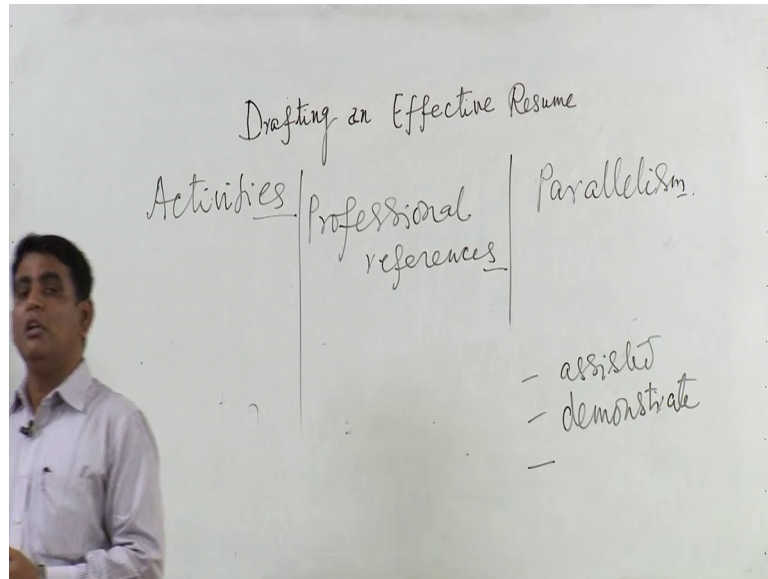 Drafting an Effective Resume
Activities
Professional
references
Parallelism.
- assisted
- demonstrate
-